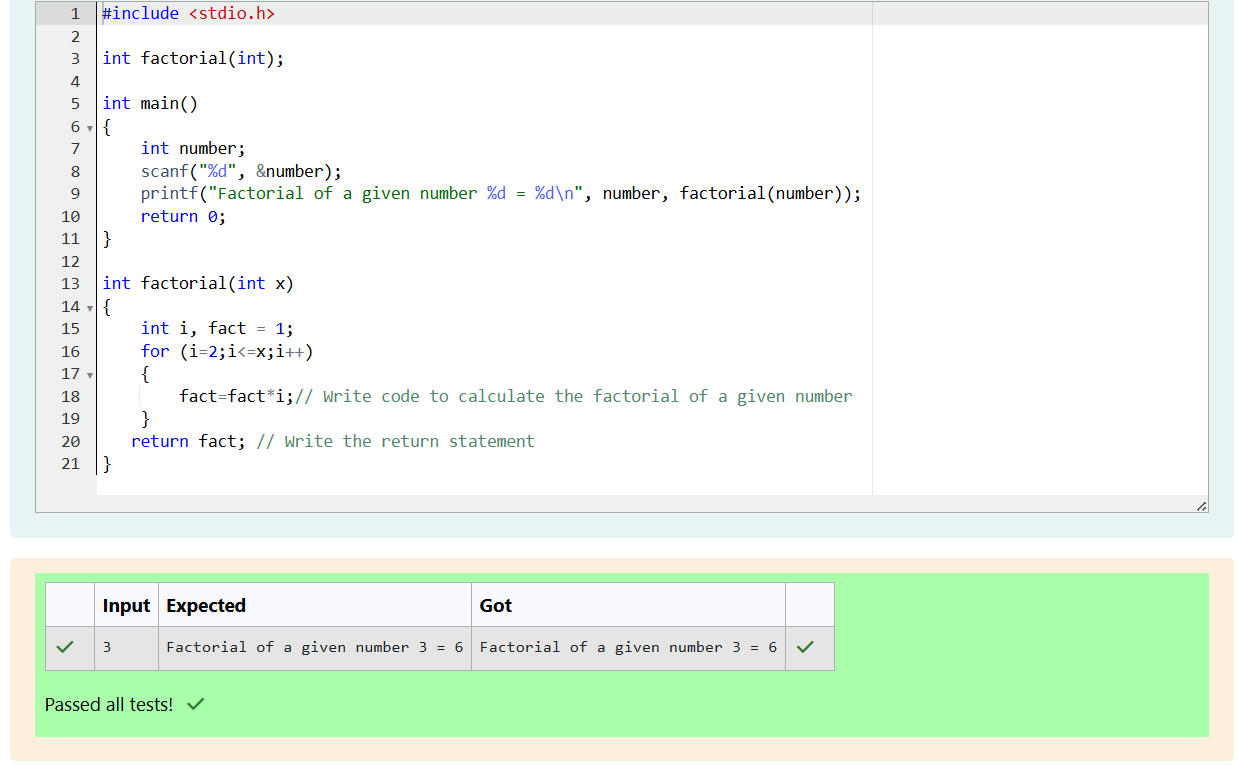 1 #include <stdio.h>
2
3 int factorial(int);
4
5 int main()
6 {
7     int number;
8     scanf("%d", &number);
9     printf("Factorial of a given number %d = %d\n", number, factorial(number));
10     return 0;
11 }
12
13 int factorial(int x)
14 {
15     int i, fact = 1;
16     for (i=2;i<=x;i++)
17     {
18         fact=fact*i;// Write code to calculate the factorial of a given number
19     }
20    return fact; // Write the return statement
21 }
Input Expected Got
3 Factorial of a given number 3 = 6 Factorial of a given number 3 = 6
Passed all tests!